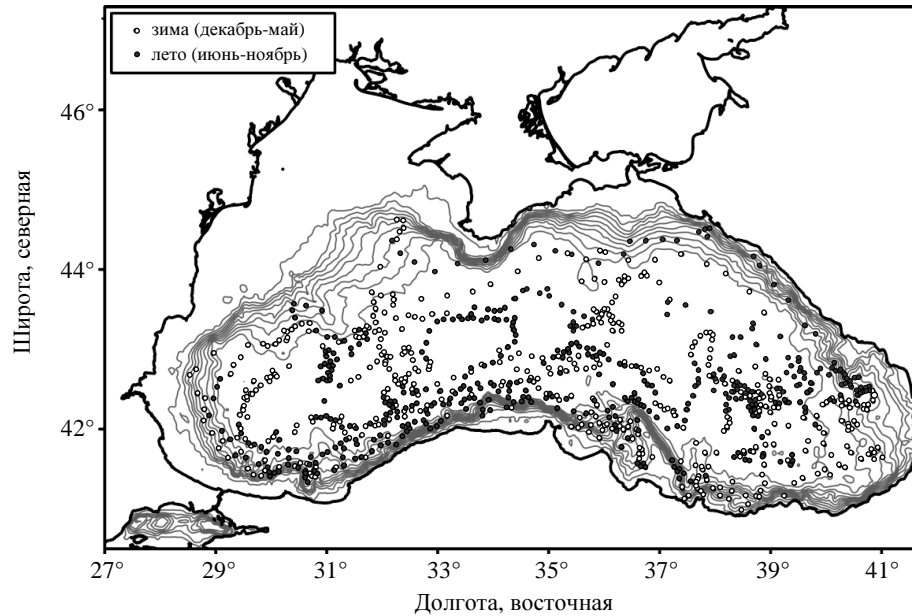 зима (декабрь-май)
лето (июнь-ноябрь)
46°
44°
42°
Широта, северная
27° 29° 31° 33° 35° 37° 39° 41°
Долгота, восточная